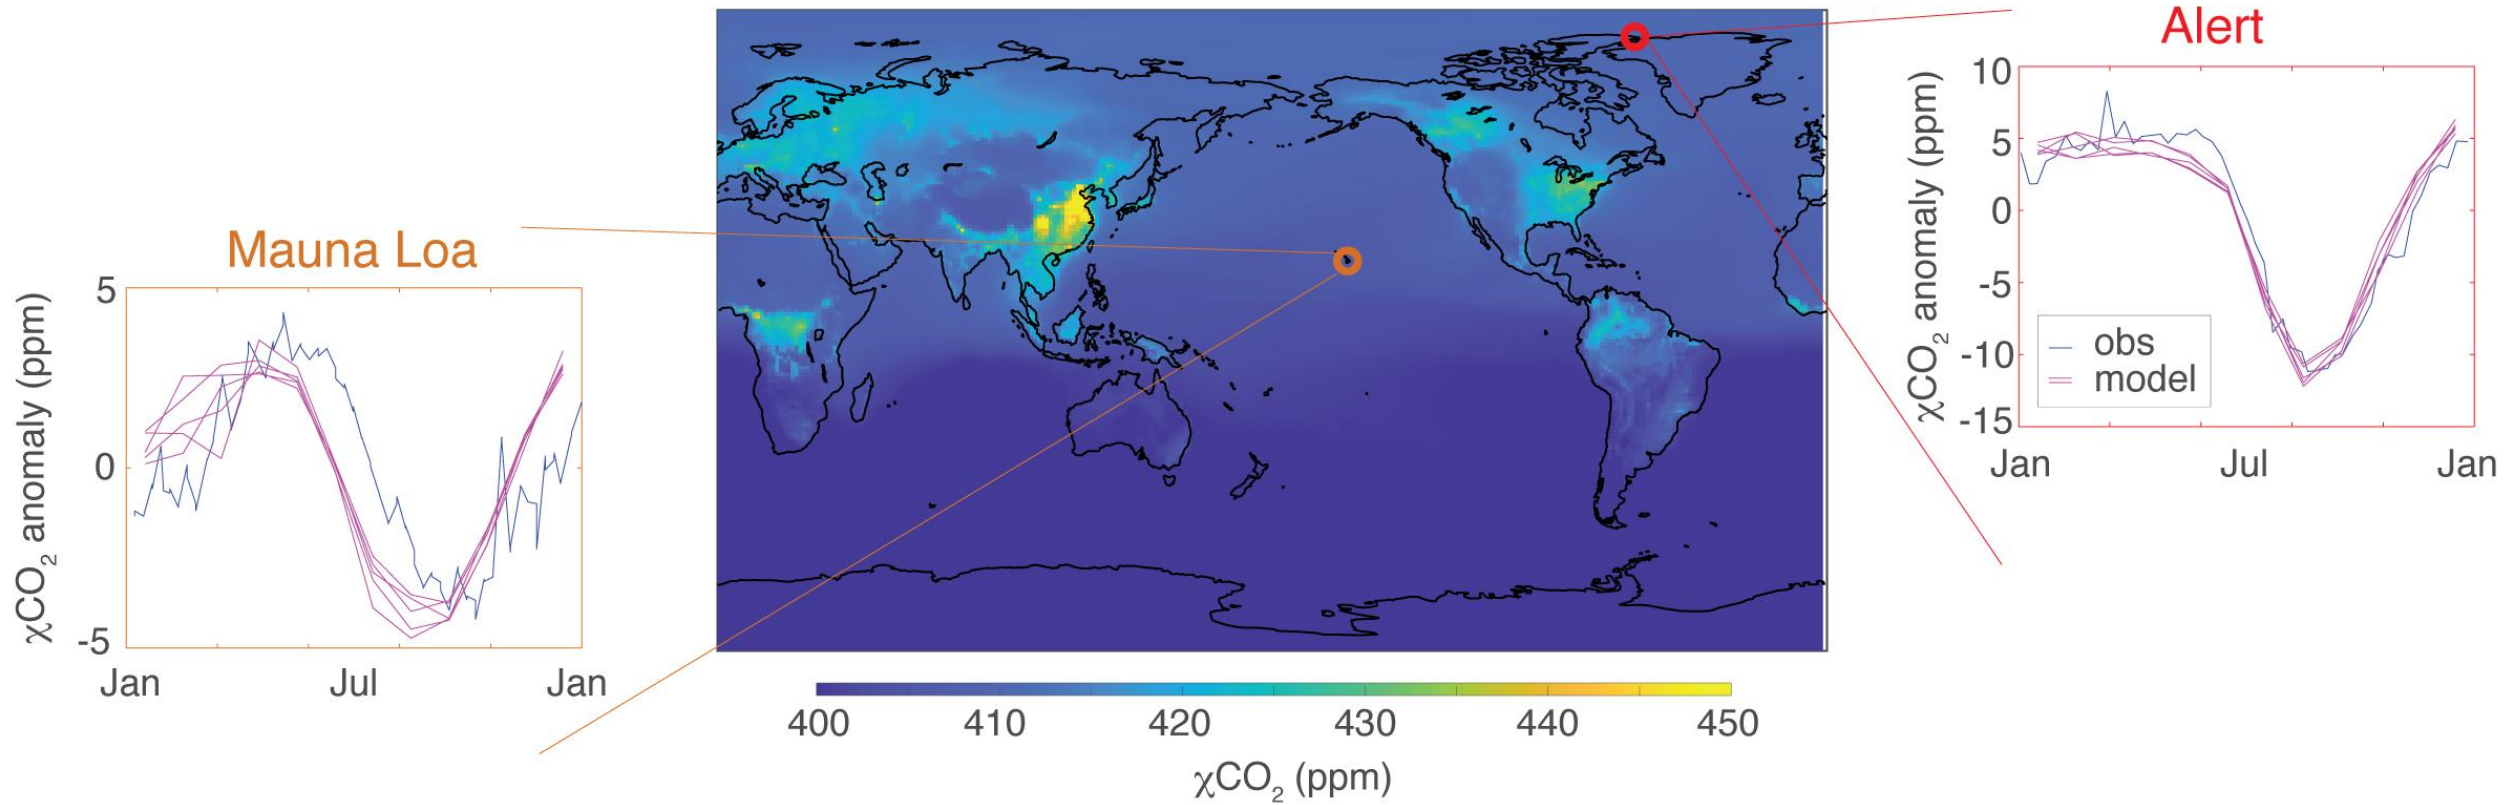 Mauna Loa
χCO2 anomaly (ppm)
5
0
-5
Jan
Jul
Jan
400
410
420
430
440
450
χCO2 (ppm)
Alert
χCO2 anomaly (ppm)
10
5
0
-5
-10
-15
obs
model
Jan
Jul
Jan